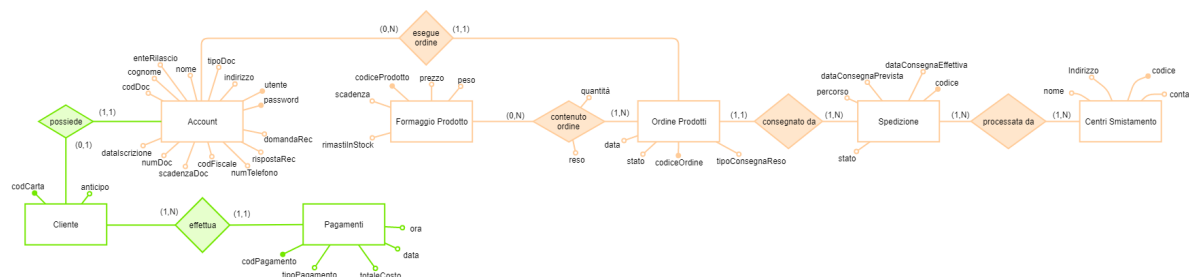 esegue
ordine
(0,N)
(1,1)
enteRilascio
tipoDoc
cognome
nome
codDoc
indirizzo
utente
password
Account
domandaRec
rispostaRec
numTelefono
codFiscale
scadenzaDoc
numDoc
dataIscrizione
possiede
(1,1)
(0,1)
codiceProdotto
prezzo
peso
scadenza
Formaggio Prodotto
rimastiInStock
(0,N)
contenuto
ordine
quantità
reso
(1,N)
Ordine Prodotti
data
stato
codiceOrdine
tipoConsegnaReso
(1,1)
consegnato da
(1,N)
dataConsegnaEffettiva
dataConsegnaPrevista
percorso
codice
Spedizione
stato
(1,N)
processata da
(1,N)
Indirizzo
codice
nome
conta
Centri Smistamento
codCarta
anticipo
Cliente
(1,N)
effettua
(1,1)
Pagamenti
ora
data
codPagamento
tipoPagamento
totaleCosto